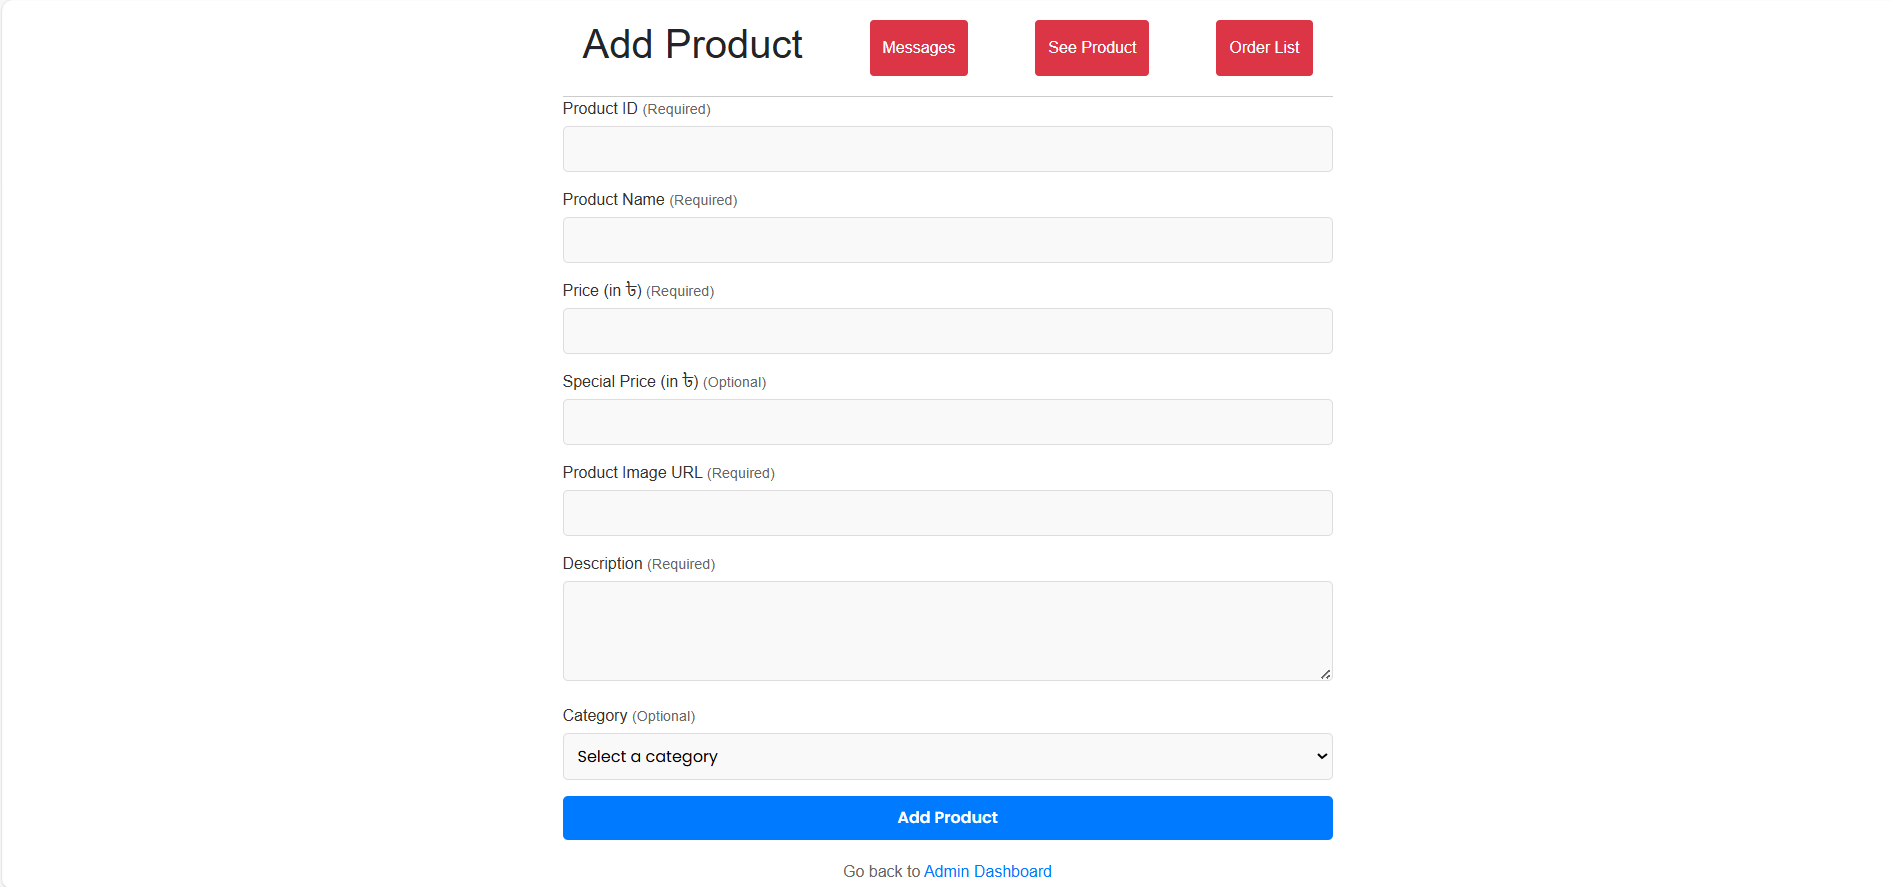 Add Product Messages See Product Order List
Product ID (Required)
Product Name (Required)
Price (in ৳) (Required)
Special Price (in ৳) (Optional)
Product Image URL (Required)
Description (Required)
Category (Optional)
Select a category
Add Product
Go back to Admin Dashboard